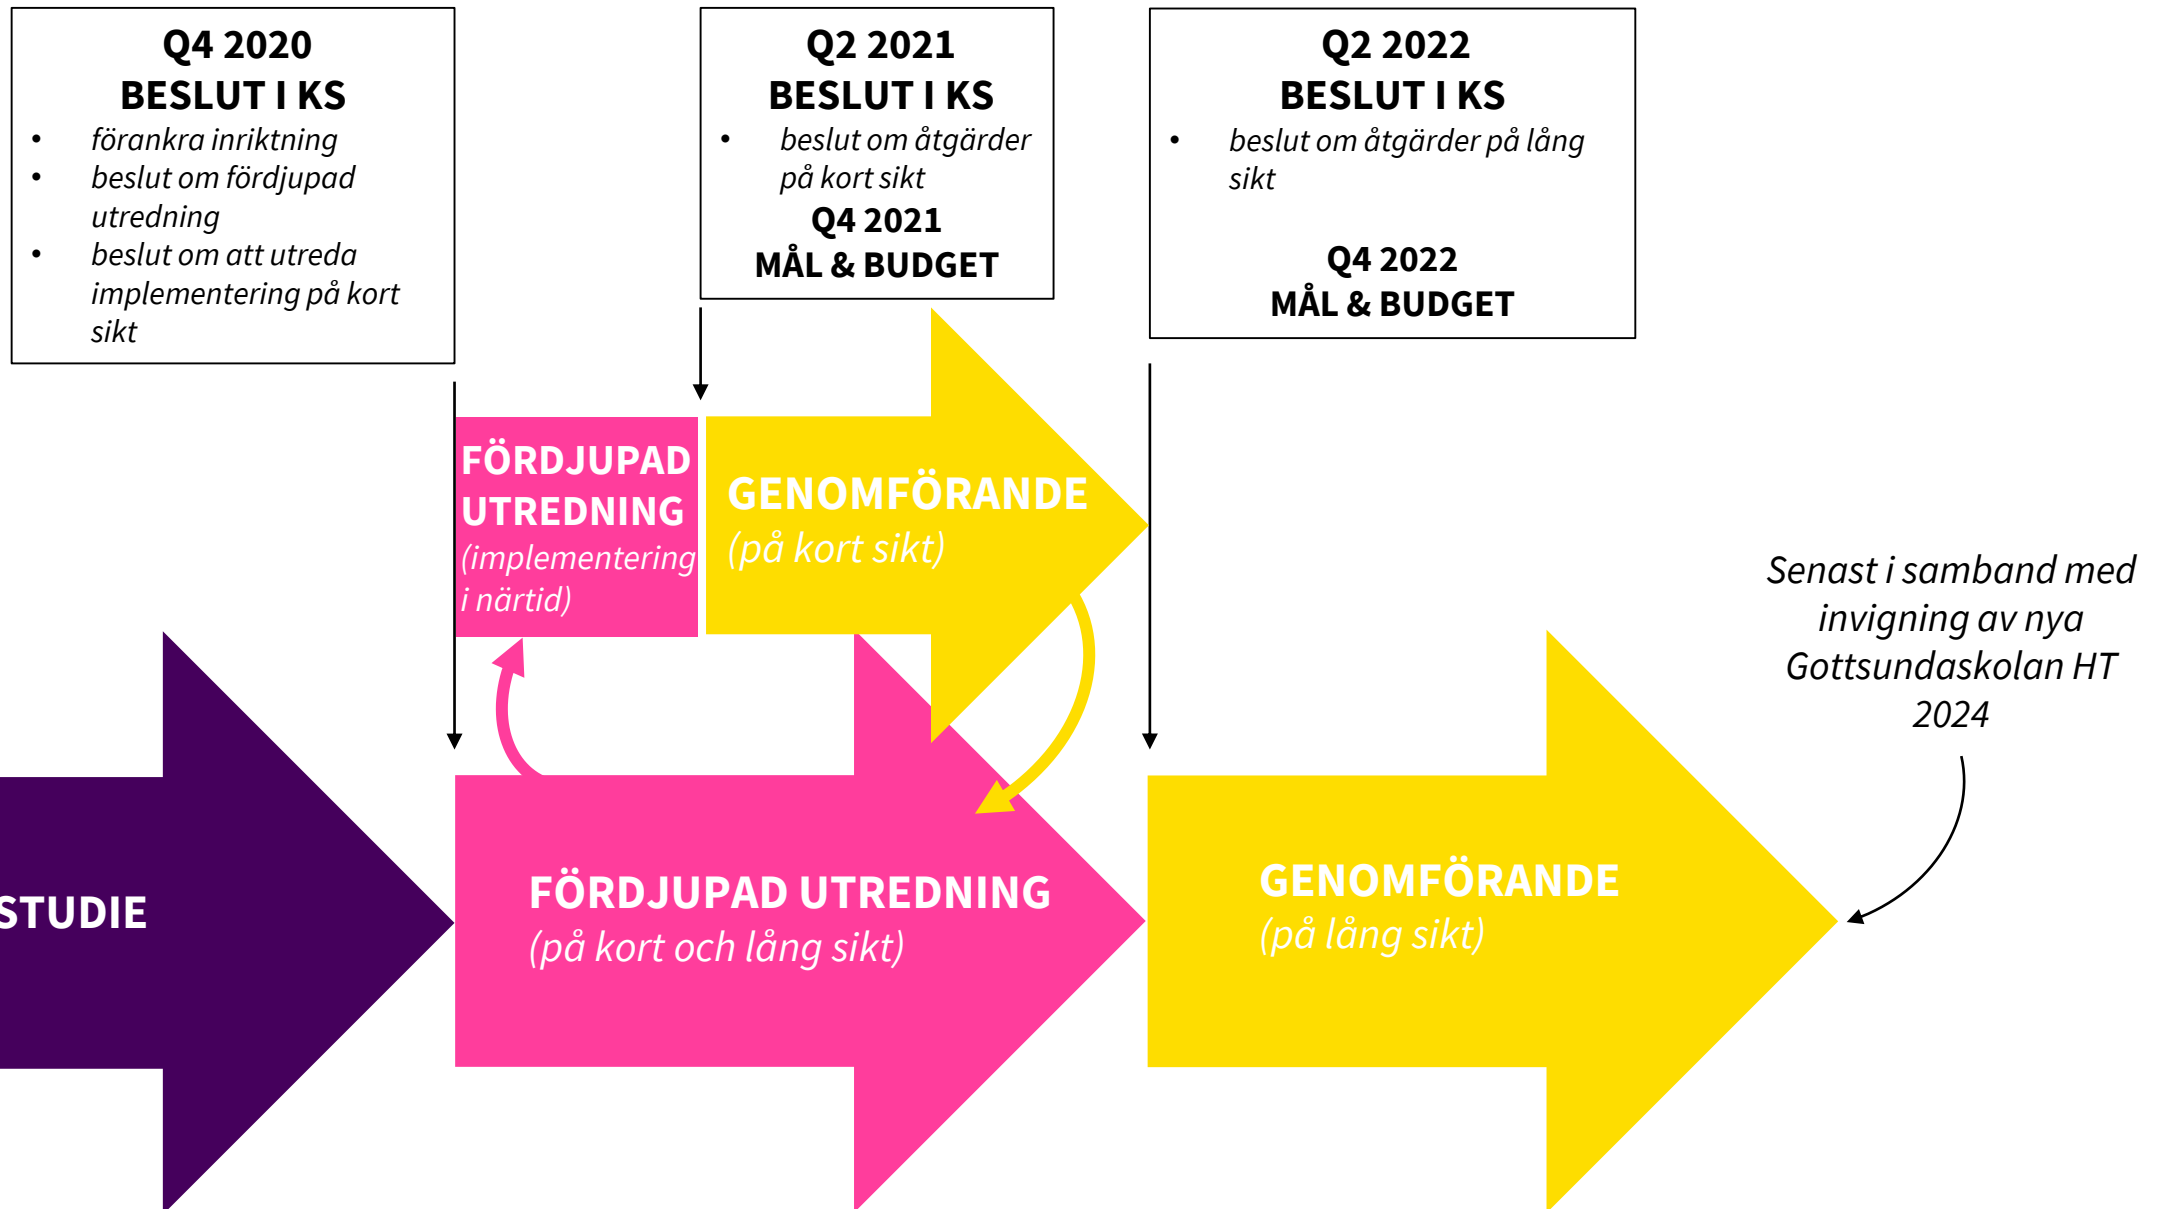 Q4 2020
BESLUT I KS
• förankra inriktning
• beslut om fördjupad
utredning
• beslut om att utreda
implementering på kort
sikt
Q2 2021
BESLUT I KS
• beslut om åtgärder
på kort sikt
Q4 2021
MÅL & BUDGET
Q2 2022
BESLUT I KS
• beslut om åtgärder på lång
sikt
Q4 2022
MÅL & BUDGET
FÖRDJUPAD
UTREDNING
(implementering
i närtid)
GENOMFÖRANDE
(på kort sikt)
Senast i samband med
invigning av nya
Gottsundaskolan HT
2024
STUDIE
FÖRDJUPAD UTREDNING
(på kort och lång sikt)
GENOMFÖRANDE
(på lång sikt)